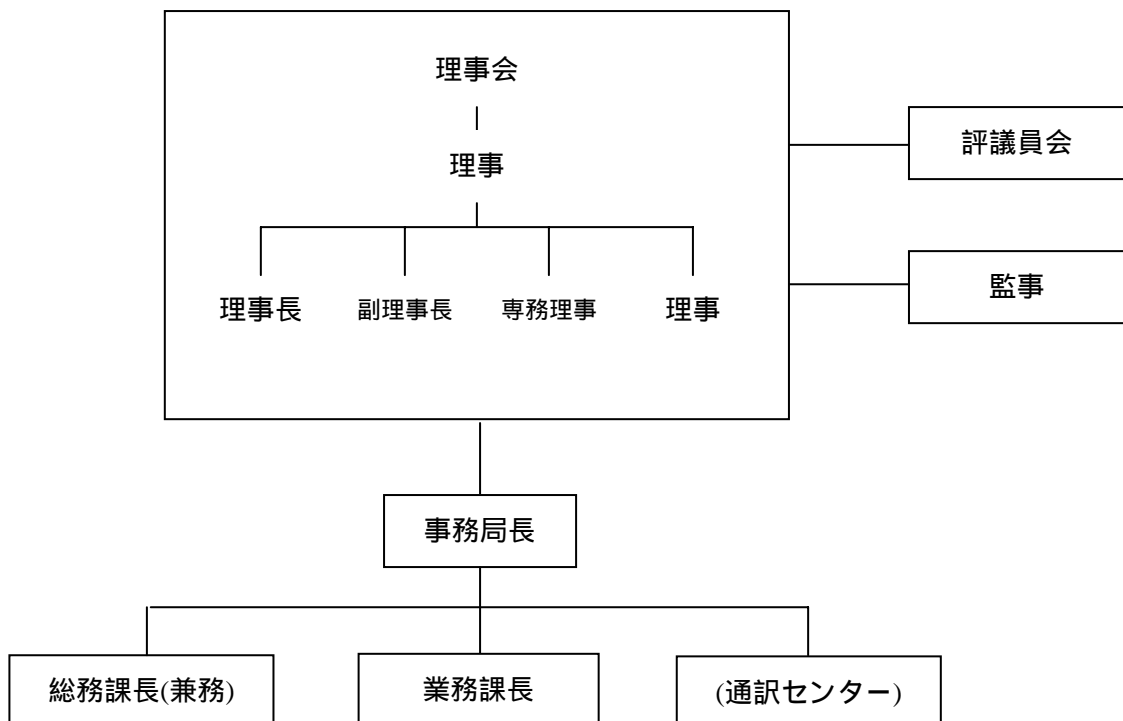 理事会
評議員会
理事
監事
理事長
副理事長
専務理事
理事
事務局長
総務課長(兼務)
業務課長
(通訳センター)